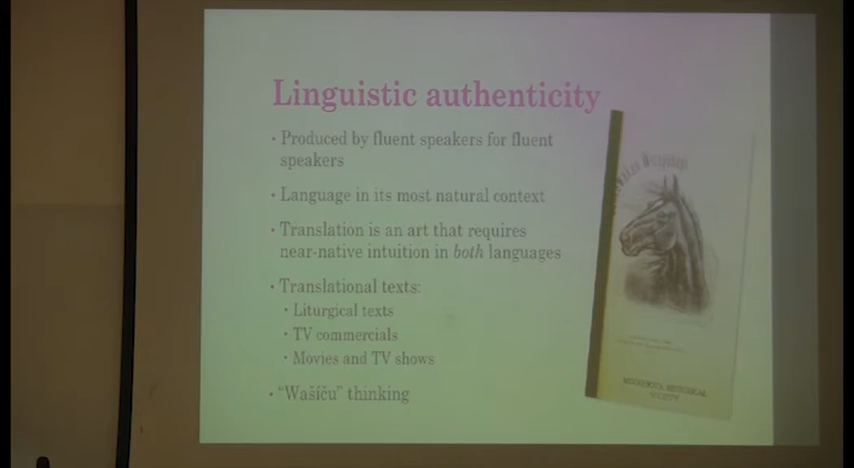 Linguistic authenticity
• Produced by fluent speakers for fluent
speakers
• Language in its most natural context
• Translation is an art that requires
near-native intuition in both languages
• Translational texts:
• Liturgical texts
• TV commercials
• Movies and TV shows
• “Wašíču” thinking
MINNESOTA HISTORICAL
SOCIETY